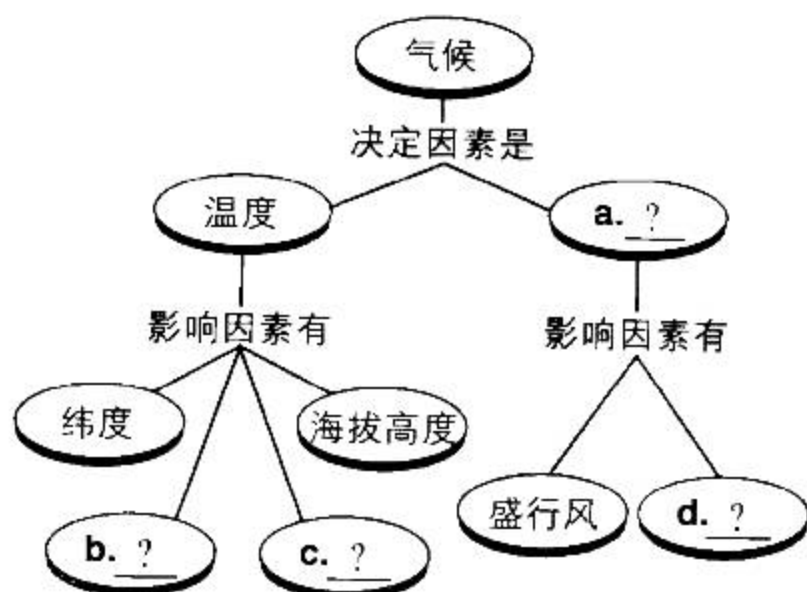 气候
决定因素是
温度
a. ?
影响因素有
影响因素有
纬度
海拔高度
盛行风
d. ?
b. ?
c. ?